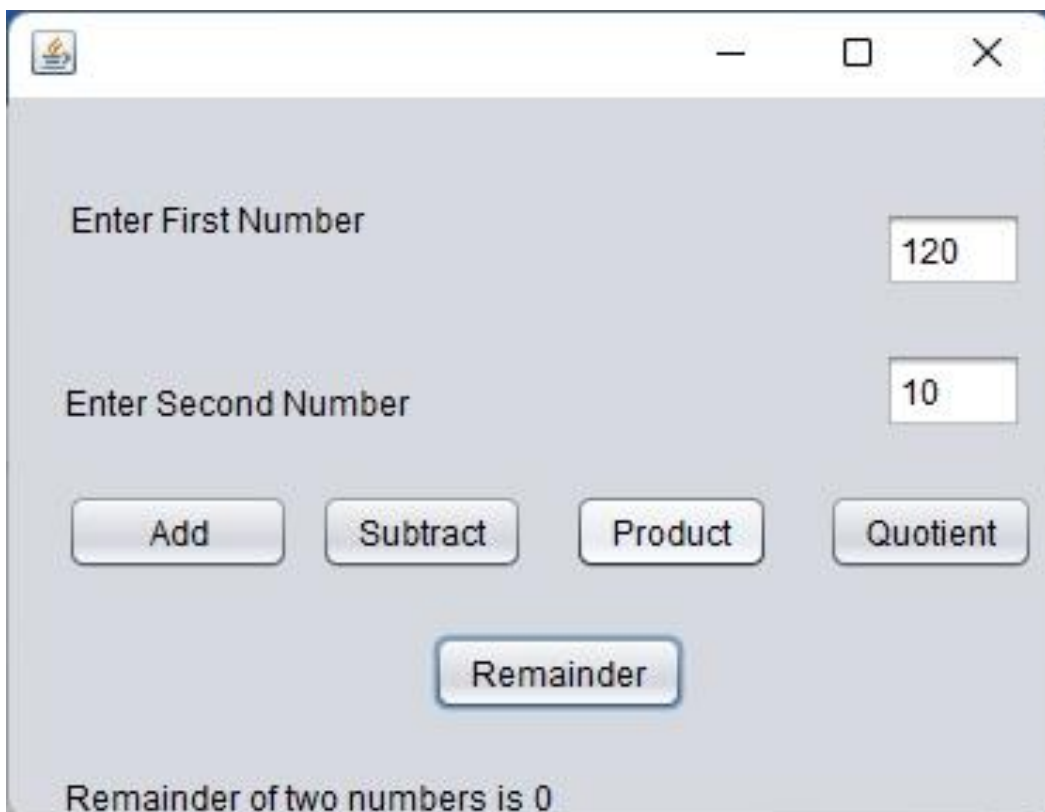 Enter First Number
120
Enter Second Number
10
Add Subtract Product Quotient
Remainder
Remainder of two numbers is 0